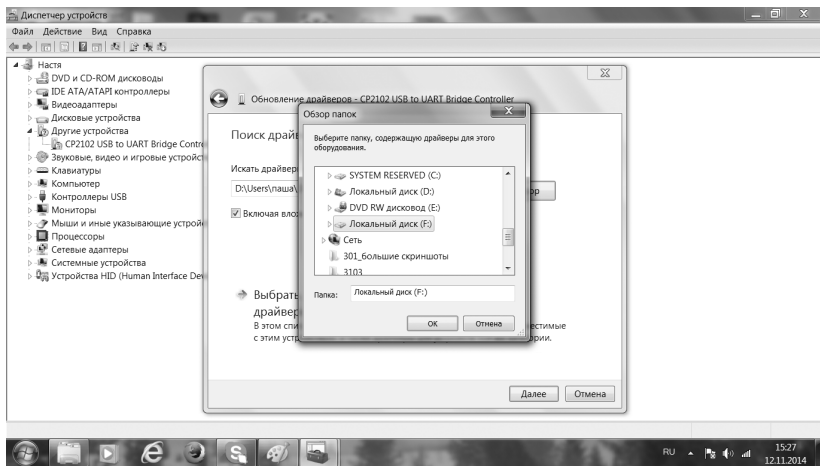 Диспетчер устройств
Файл Действие Вид Справка
Настя
DVD и CD-ROM дисководы
IDE ATA/ATAPI контроллеры
Видеоадаптеры
Дисковые устройства
Другие устройства
CP2102 USB to UART Bridge Contre
Звуковые, видео и игровые устройст
Клавиатуры
Компьютер
Контроллеры USB
Мониторы
Мыши и иные указывающие устрой
Процессоры
Сетевые адаптеры
Системные устройства
Устройства HID (Human Interface Dev
Обновление драйверов - CP2102 USB to UART Bridge Controller
Поиск драйв
Искать драйвер
D:\Users\паша\
ор
Включая влож
Выбрать
драйвер
В этом спи
естимые
с этим устр
ории.
Далее
Отмена
Обзор папок
Выберите папку, содержащую драйверы для этого
оборудования.
SYSTEM RESERVED (C:)
Локальный диск (D:)
DVD RW дисковод (E:)
Локальный диск (F:)
Сеть
301_большие скриншоты
3103
Папка:
Локальный диск (F:)
ОК
Отмена
RU
15:27
12.11.2014